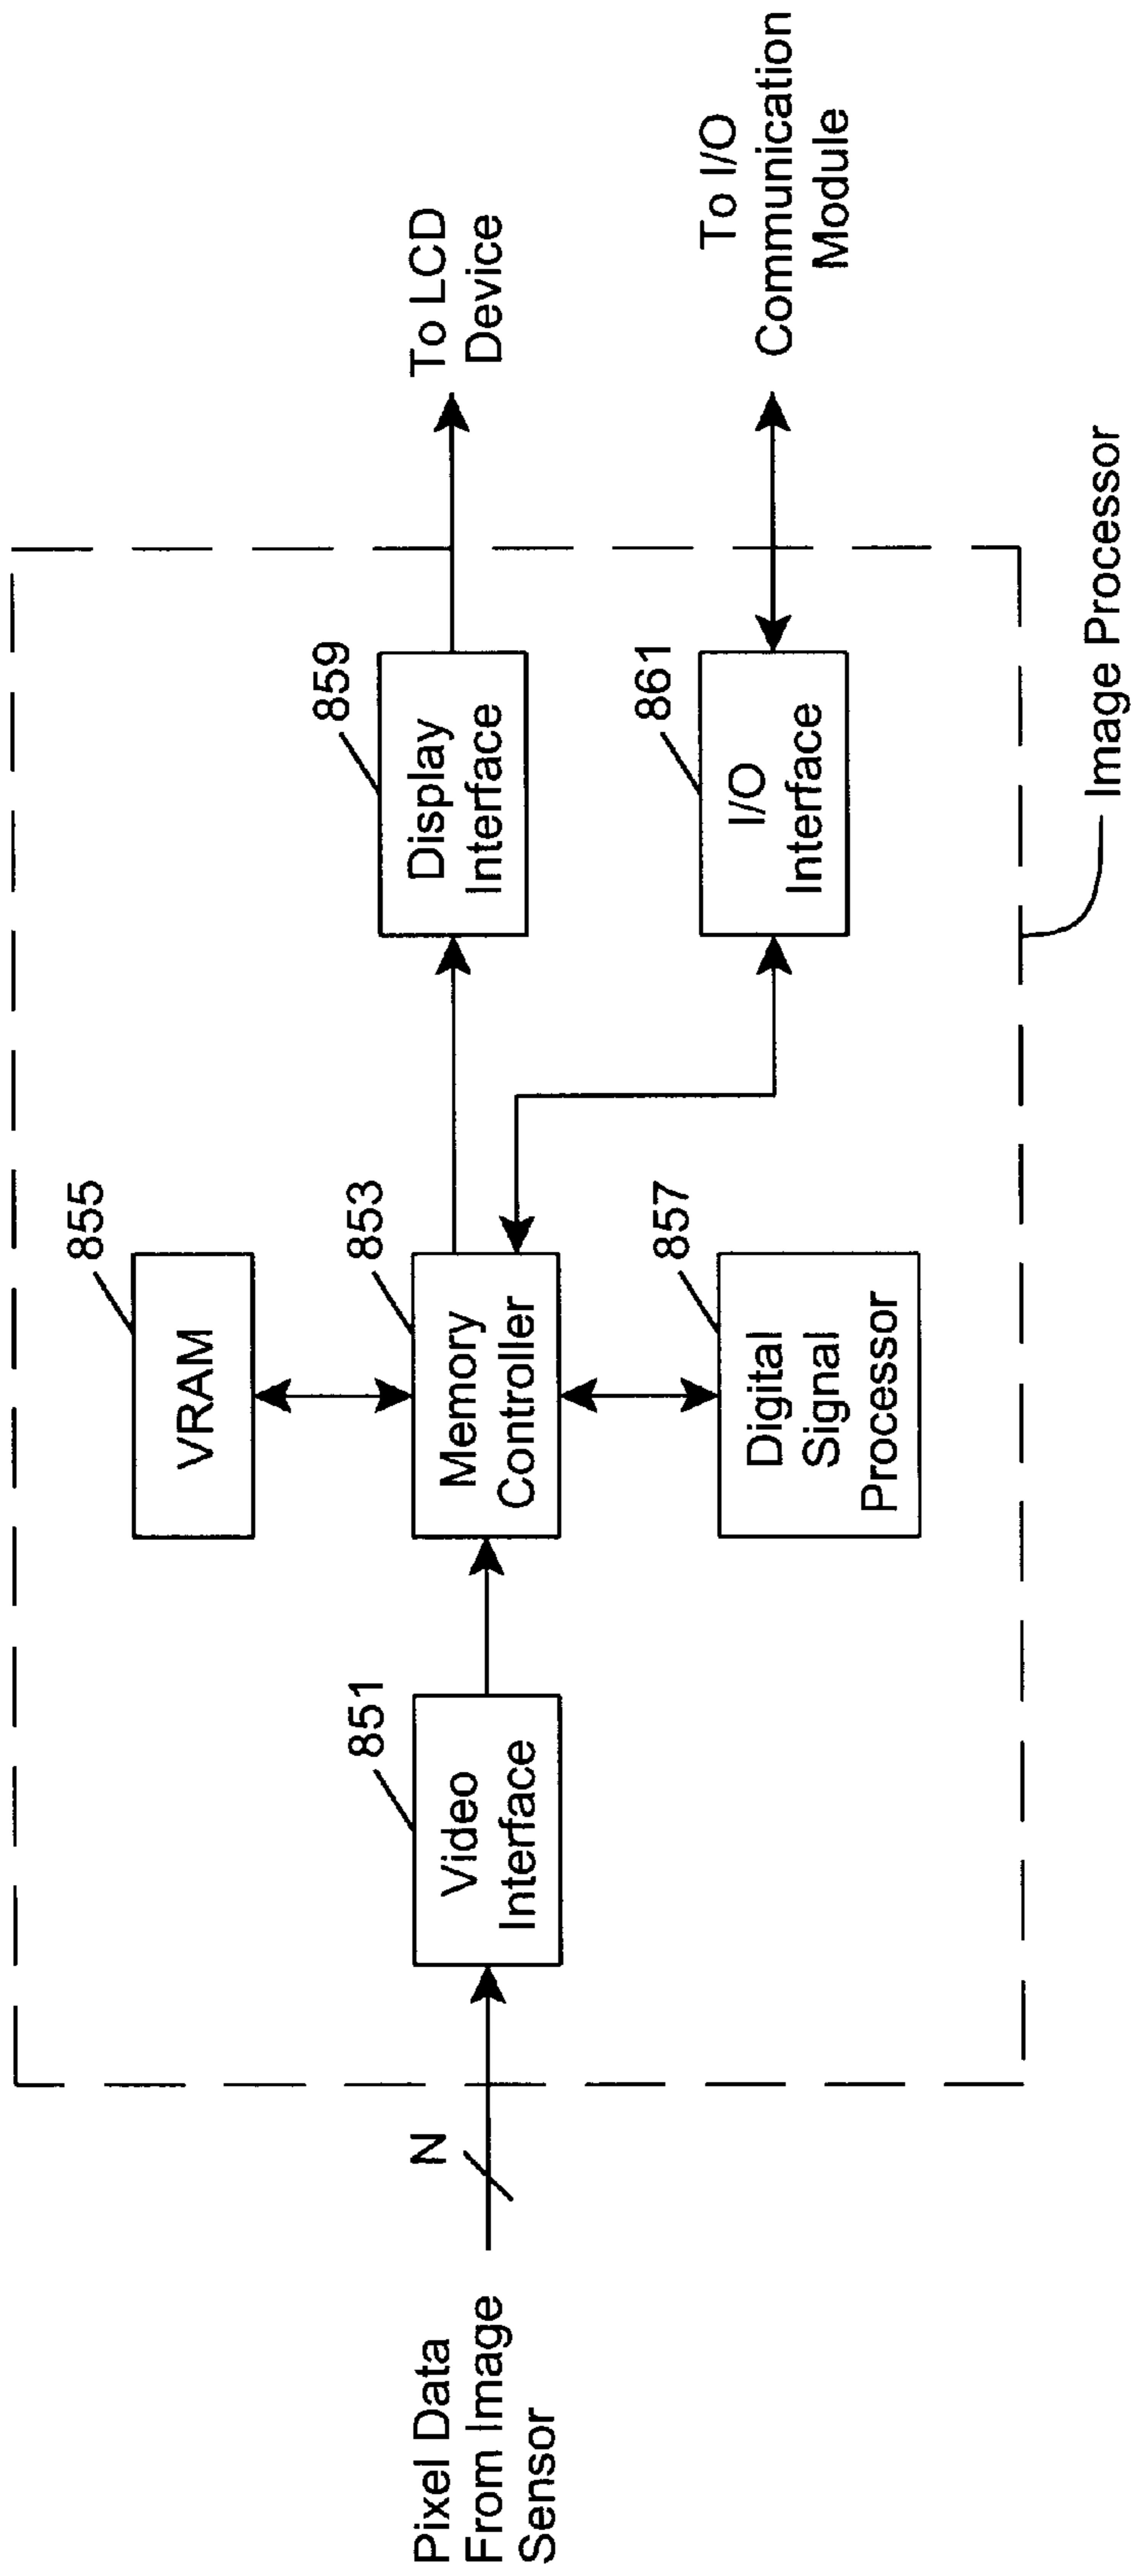 Pixel Data
From Image
Sensor
N
851
Video
Interface
855
VRAM
853
Memory
Controller
857
Digital
Signal
Processor
859
Display
Interface
861
I/O
Interface
To LCD
Device
To I/O
Communication
Module
Image Processor